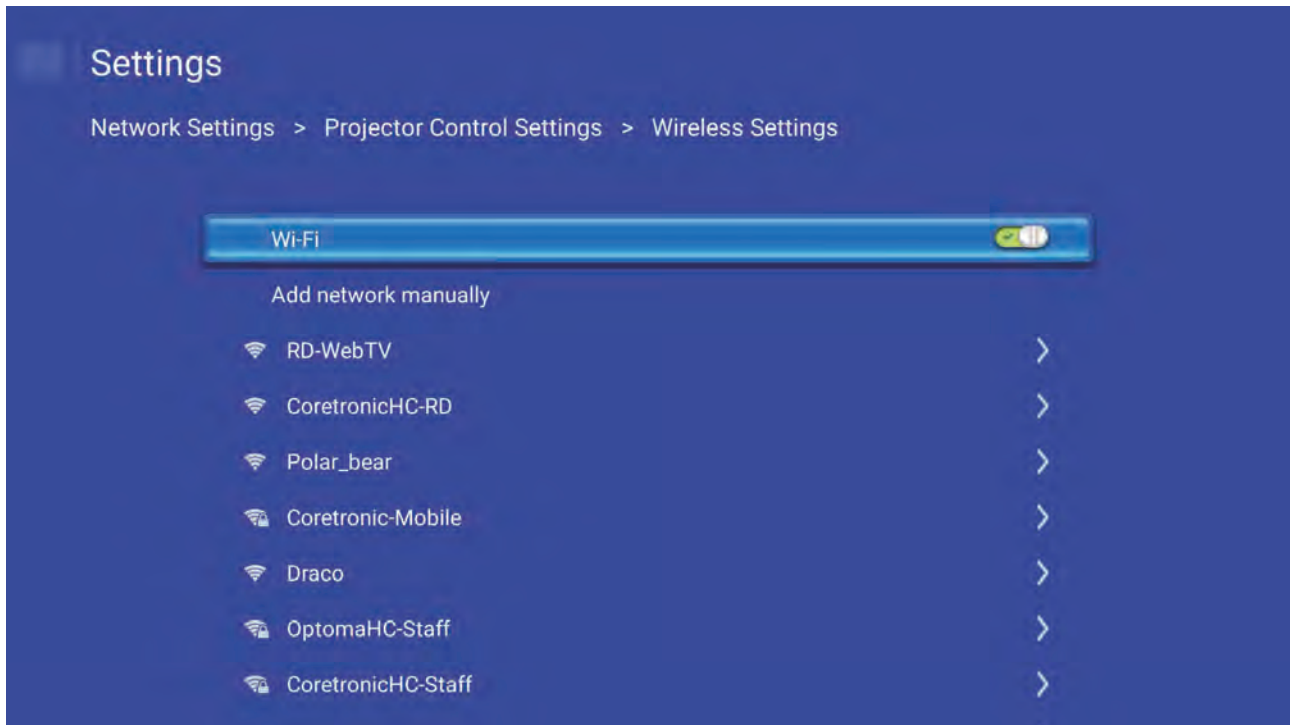 Settings
Network Settings > Projector Control Settings > Wireless Settings
Wi-Fi
Add network manually
RD-WebTV
CoretronicHC-RD
Polar_bear
Coretronic-Mobile
Draco
OptomaHC-Staff
CoretronicHC-Staff